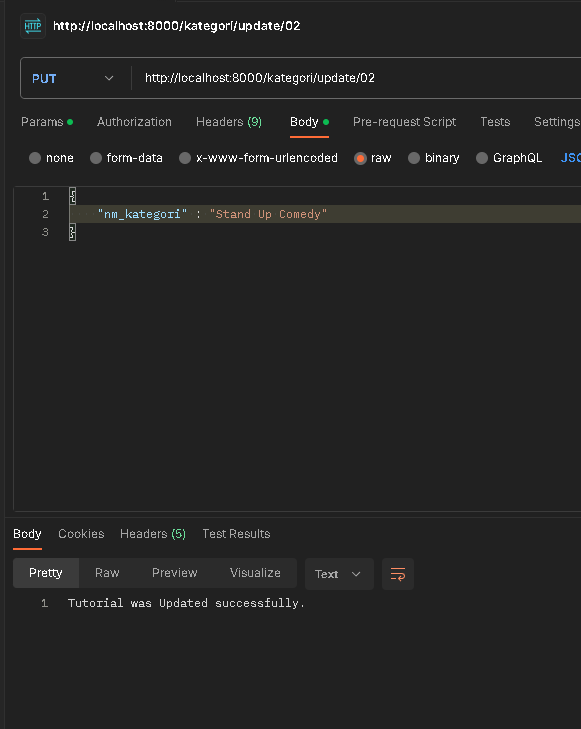 HTTP http://localhost:8000/kategori/update/02
PUT http://localhost:8000/kategori/update/02
Params Authorization Headers (9) Body Pre-request Script Tests Settings
none form-data x-www-form-urlencoded raw binary GraphQL JSO
1 {
2 "nm_kategori" : "Stand Up Comedy"
3 }
Body Cookies Headers (5) Test Results
Pretty Raw Preview Visualize Text
1 Tutorial was Updated successfully.